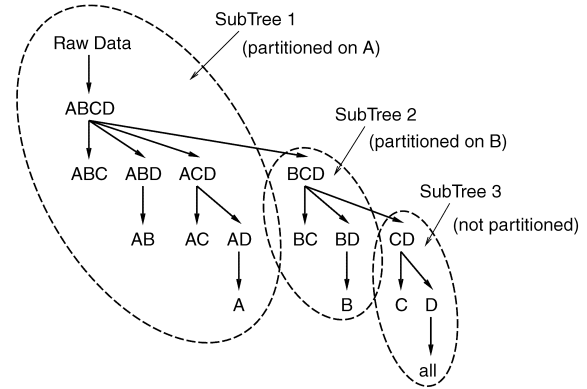 SubTree 1
(partitioned on A)
Raw Data
ABCD
SubTree 2
(partitioned on B)
ABC ABD ACD BCD
SubTree 3
(not partitioned)
AB AC AD BC BD CD
A B C D
all